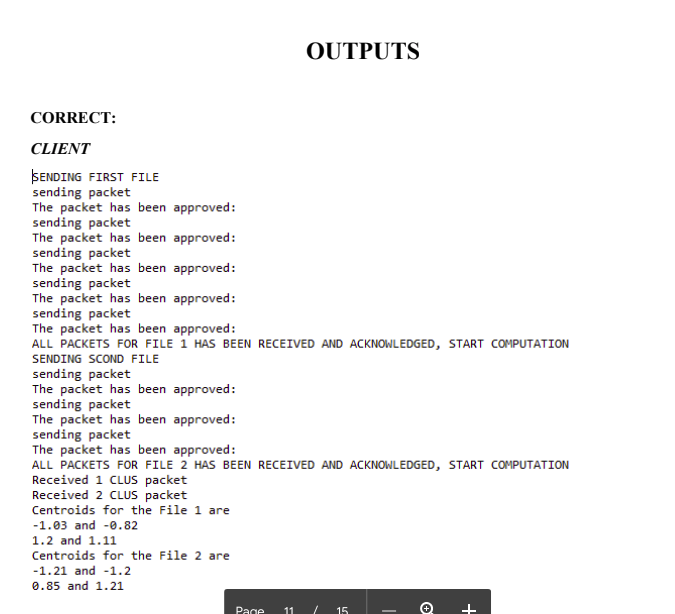 OUTPUTS
CORRECT:
CLIENT
SENDING FIRST FILE
sending packet
The packet has been approved:
sending packet
The packet has been approved:
sending packet
The packet has been approved:
sending packet
The packet has been approved:
sending packet
The packet has been approved:
ALL PACKETS FOR FILE 1 HAS BEEN RECEIVED AND ACKNOWLEDGED, START COMPUTATION
SENDING SCOND FILE
sending packet
The packet has been approved:
sending packet
The packet has been approved:
sending packet
The packet has been approved:
ALL PACKETS FOR FILE 2 HAS BEEN RECEIVED AND ACKNOWLEDGED, START COMPUTATION
Received 1 CLUS packet
Received 2 CLUS packet
Centroids for the File 1 are
-1.03 and -0.82
1.2 and 1.11
Centroids for the File 2 are
-1.21 and -1.2
0.85 and 1.21
Page 11 / 15